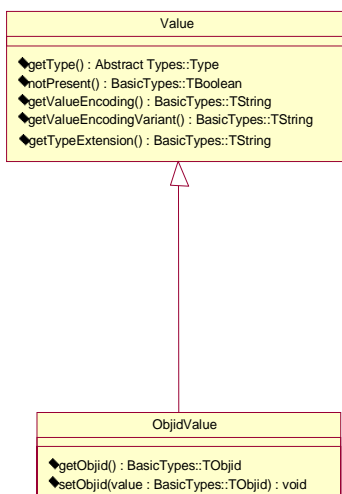 Value
getType() : Abstract Types::Type
notPresent() : BasicTypes::TBoolean
getValueEncoding() : BasicTypes::TString
getValueEncodingVariant() : BasicTypes::TString
getTypeExtension() : BasicTypes::TString
ObjidValue
getObjid() : BasicTypes::TObjid
setObjid(value : BasicTypes::TObjid) : void